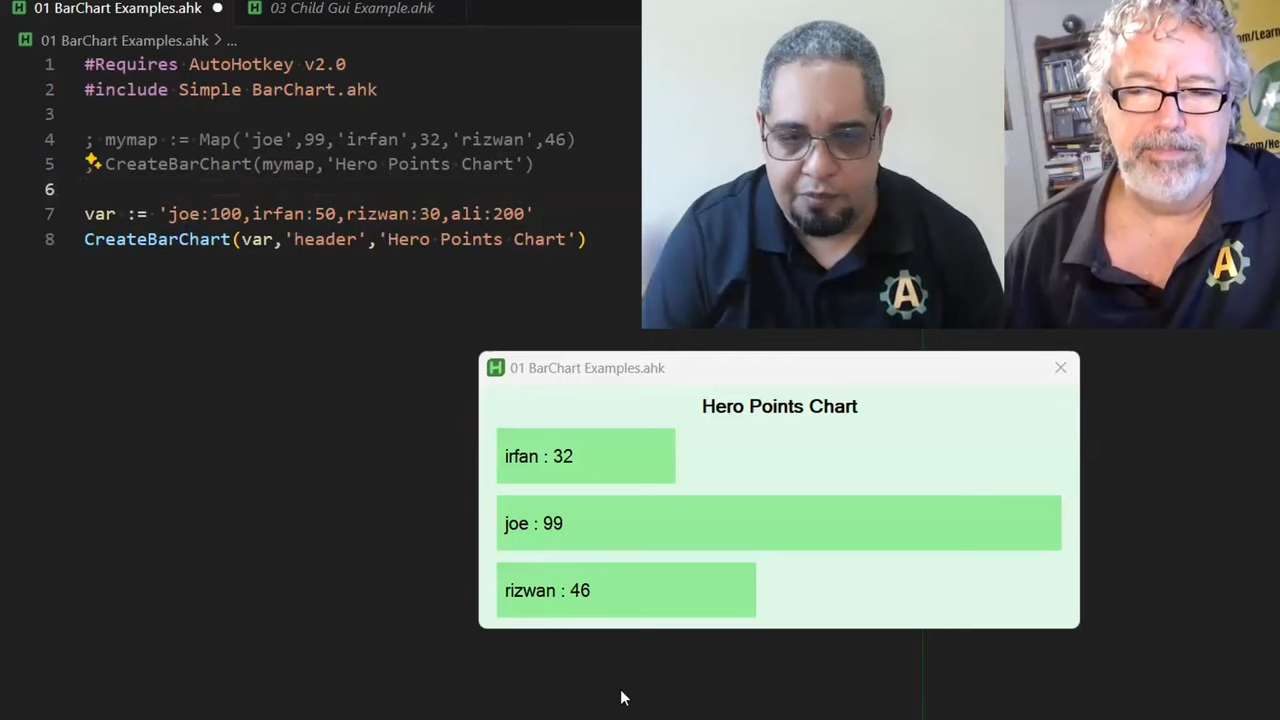 01 BarChart Examples.ahk
03 Child Gui Example.ahk
01 BarChart Examples.ahk > ...
1 #Requires AutoHotkey v2.0
2 #include Simple BarChart.ahk
3
4 ; mymap := Map('joe',99,'irfan',32,'rizwan',46)
5 ; CreateBarChart(mymap,'Hero Points Chart')
6
7 var := 'joe:100,irfan:50,rizwan:30,ali:200'
8 CreateBarChart(var,'header','Hero Points Chart')
com/Learn
A
A
01 BarChart Examples.ahk
Hero Points Chart
irfan : 32
joe : 99
rizwan : 46